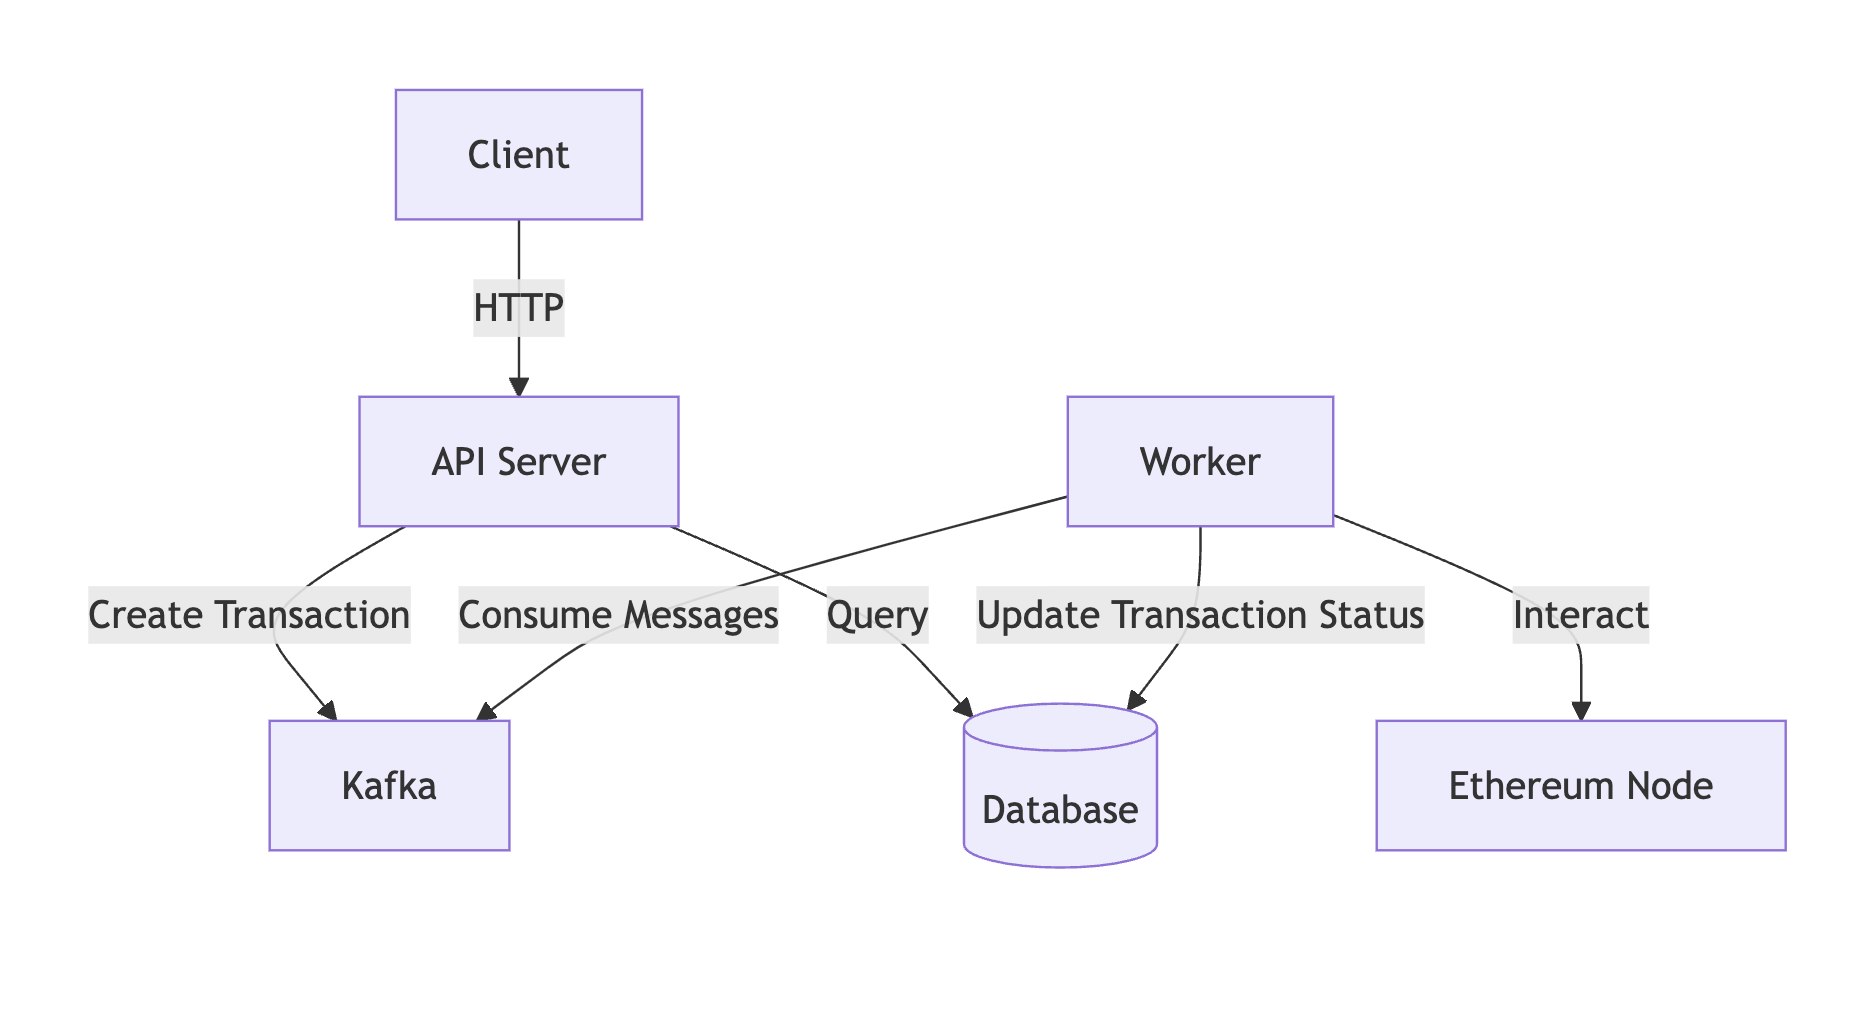 Client
HTTP
API Server
Worker
Create Transaction
Consume Messages
Query
Update Transaction Status
Interact
Kafka
Database
Ethereum Node